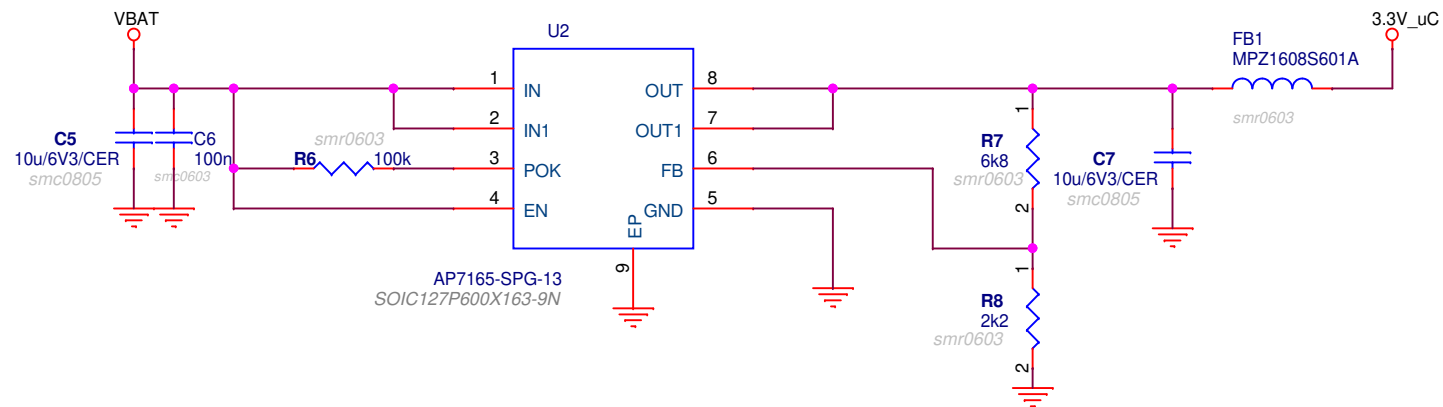 VBAT
3.3V_uC
U2
FB1
MPZ1608S601A
smr0603
1 IN OUT 8
2 IN1 OUT1 7
3 POK FB 6
4 EN GND 5
EP
9
AP7165-SPG-13
SOIC127P600X163-9N
C5
10u/6V3/CER
smc0805
C6
100n
smc0603
smr0603
R6 100k
1
R7
6k8
smr0603
2
C7
10u/6V3/CER
smc0805
1
R8
2k2
smr0603
2